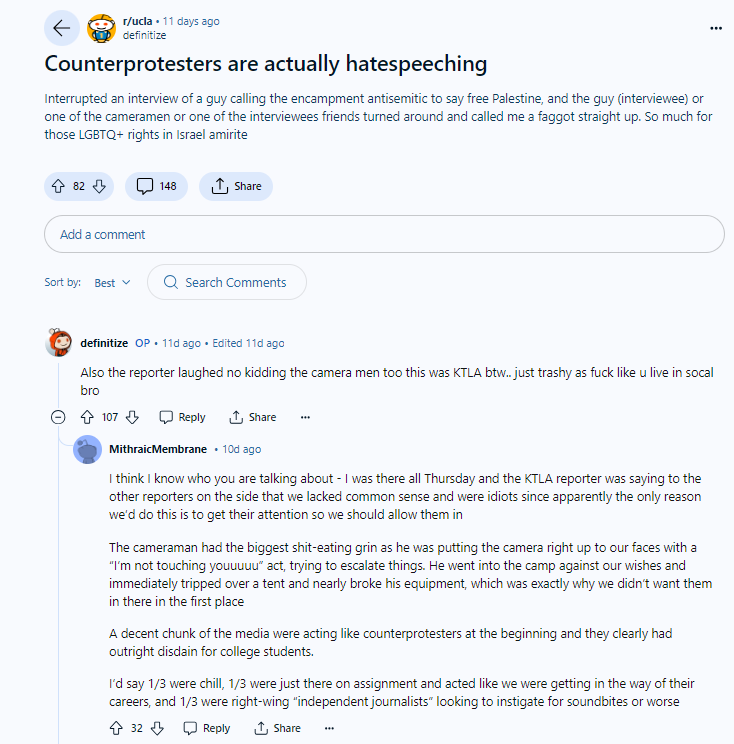 r/ucla • 11 days ago
definitize
Counterprotesters are actually hatespeeching
Interrupted an interview of a guy calling the encampment antisemitic to say free Palestine, and the guy (interviewee) or
one of the cameramen or one of the interviewees friends turned around and called me a faggot straight up. So much for
those LGBTQ+ rights in Israel amirite
82
148
Share
Add a comment
Sort by: Best
Search Comments
definitize OP • 11d ago • Edited 11d ago
Also the reporter laughed no kidding the camera men too this was KTLA btw.. just trashy as fuck like u live in socal
bro
107 Reply Share ...
MithraicMembrane • 10d ago
I think I know who you are talking about - I was there all Thursday and the KTLA reporter was saying to the
other reporters on the side that we lacked common sense and were idiots since apparently the only reason
we'd do this is to get their attention so we should allow them in
The cameraman had the biggest shit-eating grin as he was putting the camera right up to our faces with a
“I'm not touching youuuuu” act, trying to escalate things. He went into the camp against our wishes and
immediately tripped over a tent and nearly broke his equipment, which was exactly why we didn't want them
in there in the first place
A decent chunk of the media were acting like counterprotesters at the beginning and they clearly had
outright disdain for college students.
I'd say 1/3 were chill, 1/3 were just there on assignment and acted like we were getting in the way of their
careers, and 1/3 were right-wing “independent journalists” looking to instigate for soundbites or worse
32 Reply Share ...